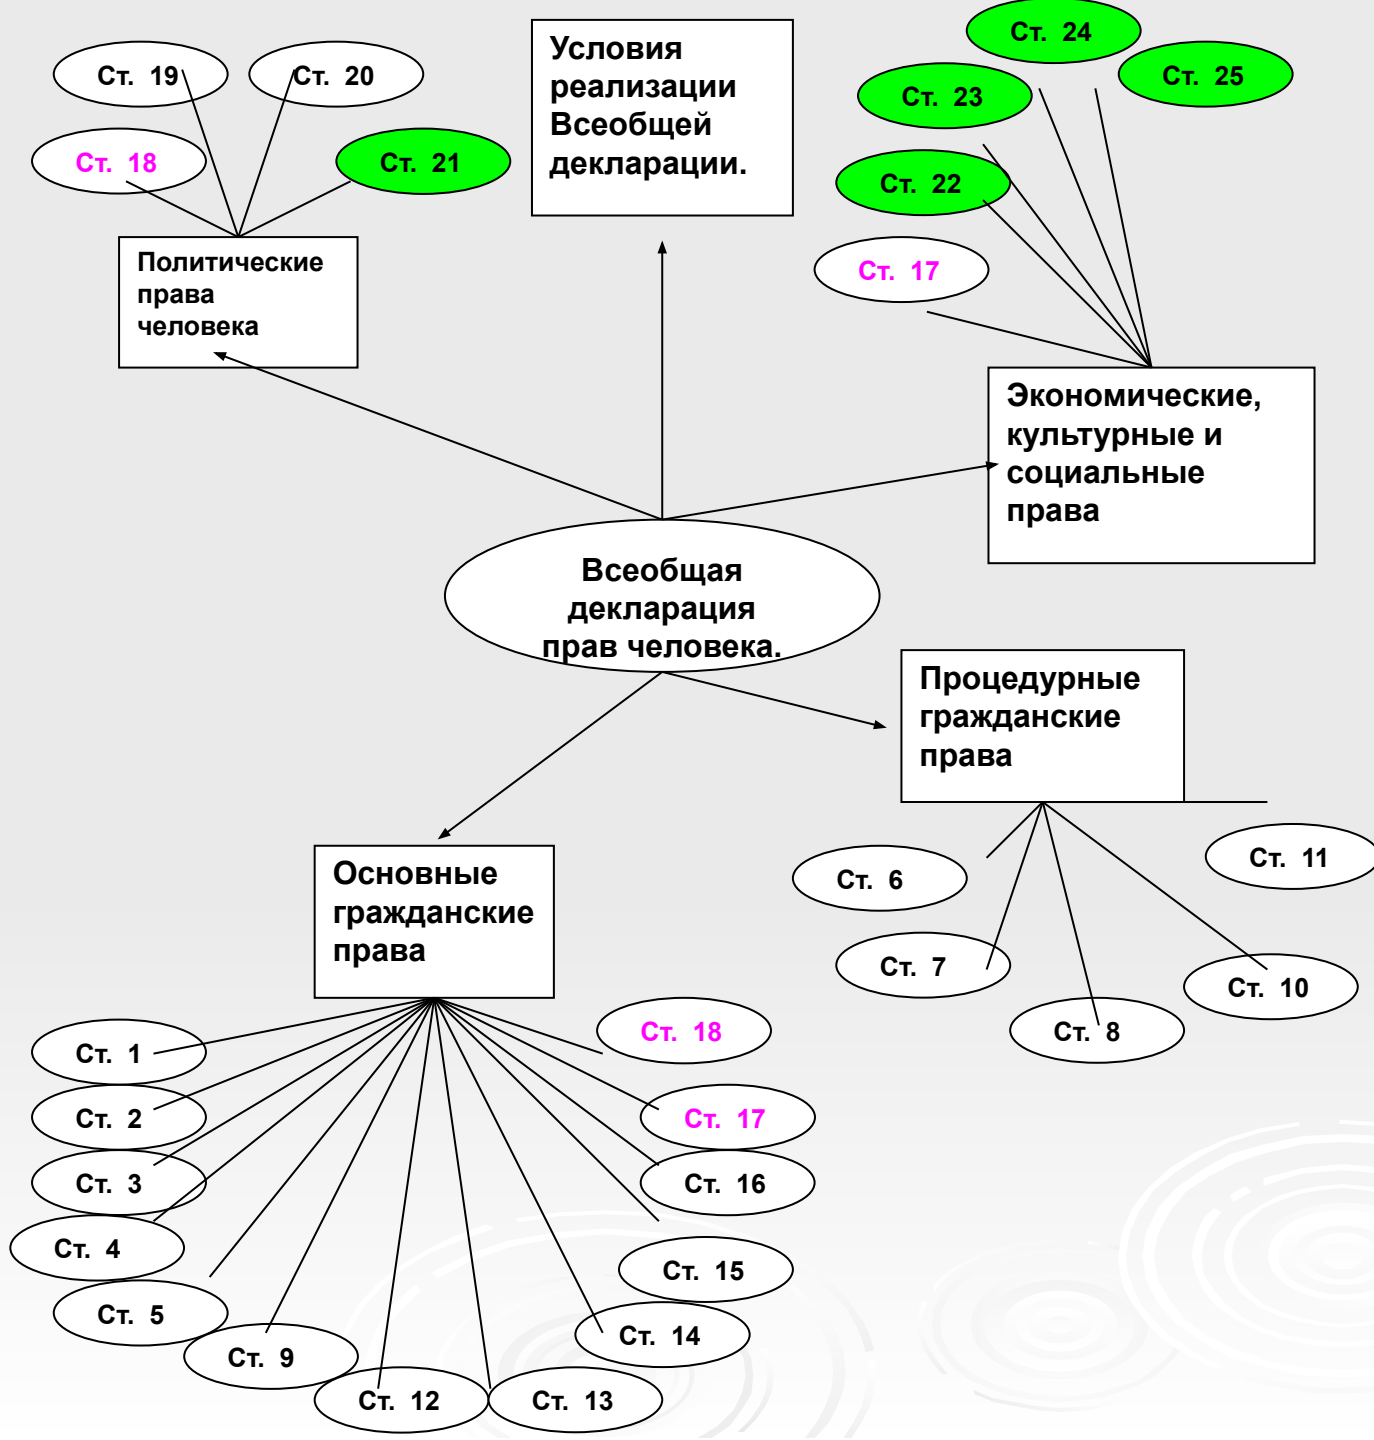 Ст. 19
Ст. 20
Ст. 18
Ст. 21
Политические
права
человека
Условия
реализации
Всеобщей
декларации.
Ст. 24
Ст. 25
Ст. 23
Ст. 22
Ст. 17
Экономические,
культурные и
социальные
права
Всеобщая
декларация
прав человека.
Процедурные
гражданские
права
Ст. 11
Ст. 6
Ст. 7
Ст. 10
Ст. 8
Основные
гражданские
права
Ст. 18
Ст. 1
Ст. 17
Ст. 2
Ст. 16
Ст. 3
Ст. 4
Ст. 15
Ст. 5
Ст. 14
Ст. 9
Ст. 12
Ст. 13